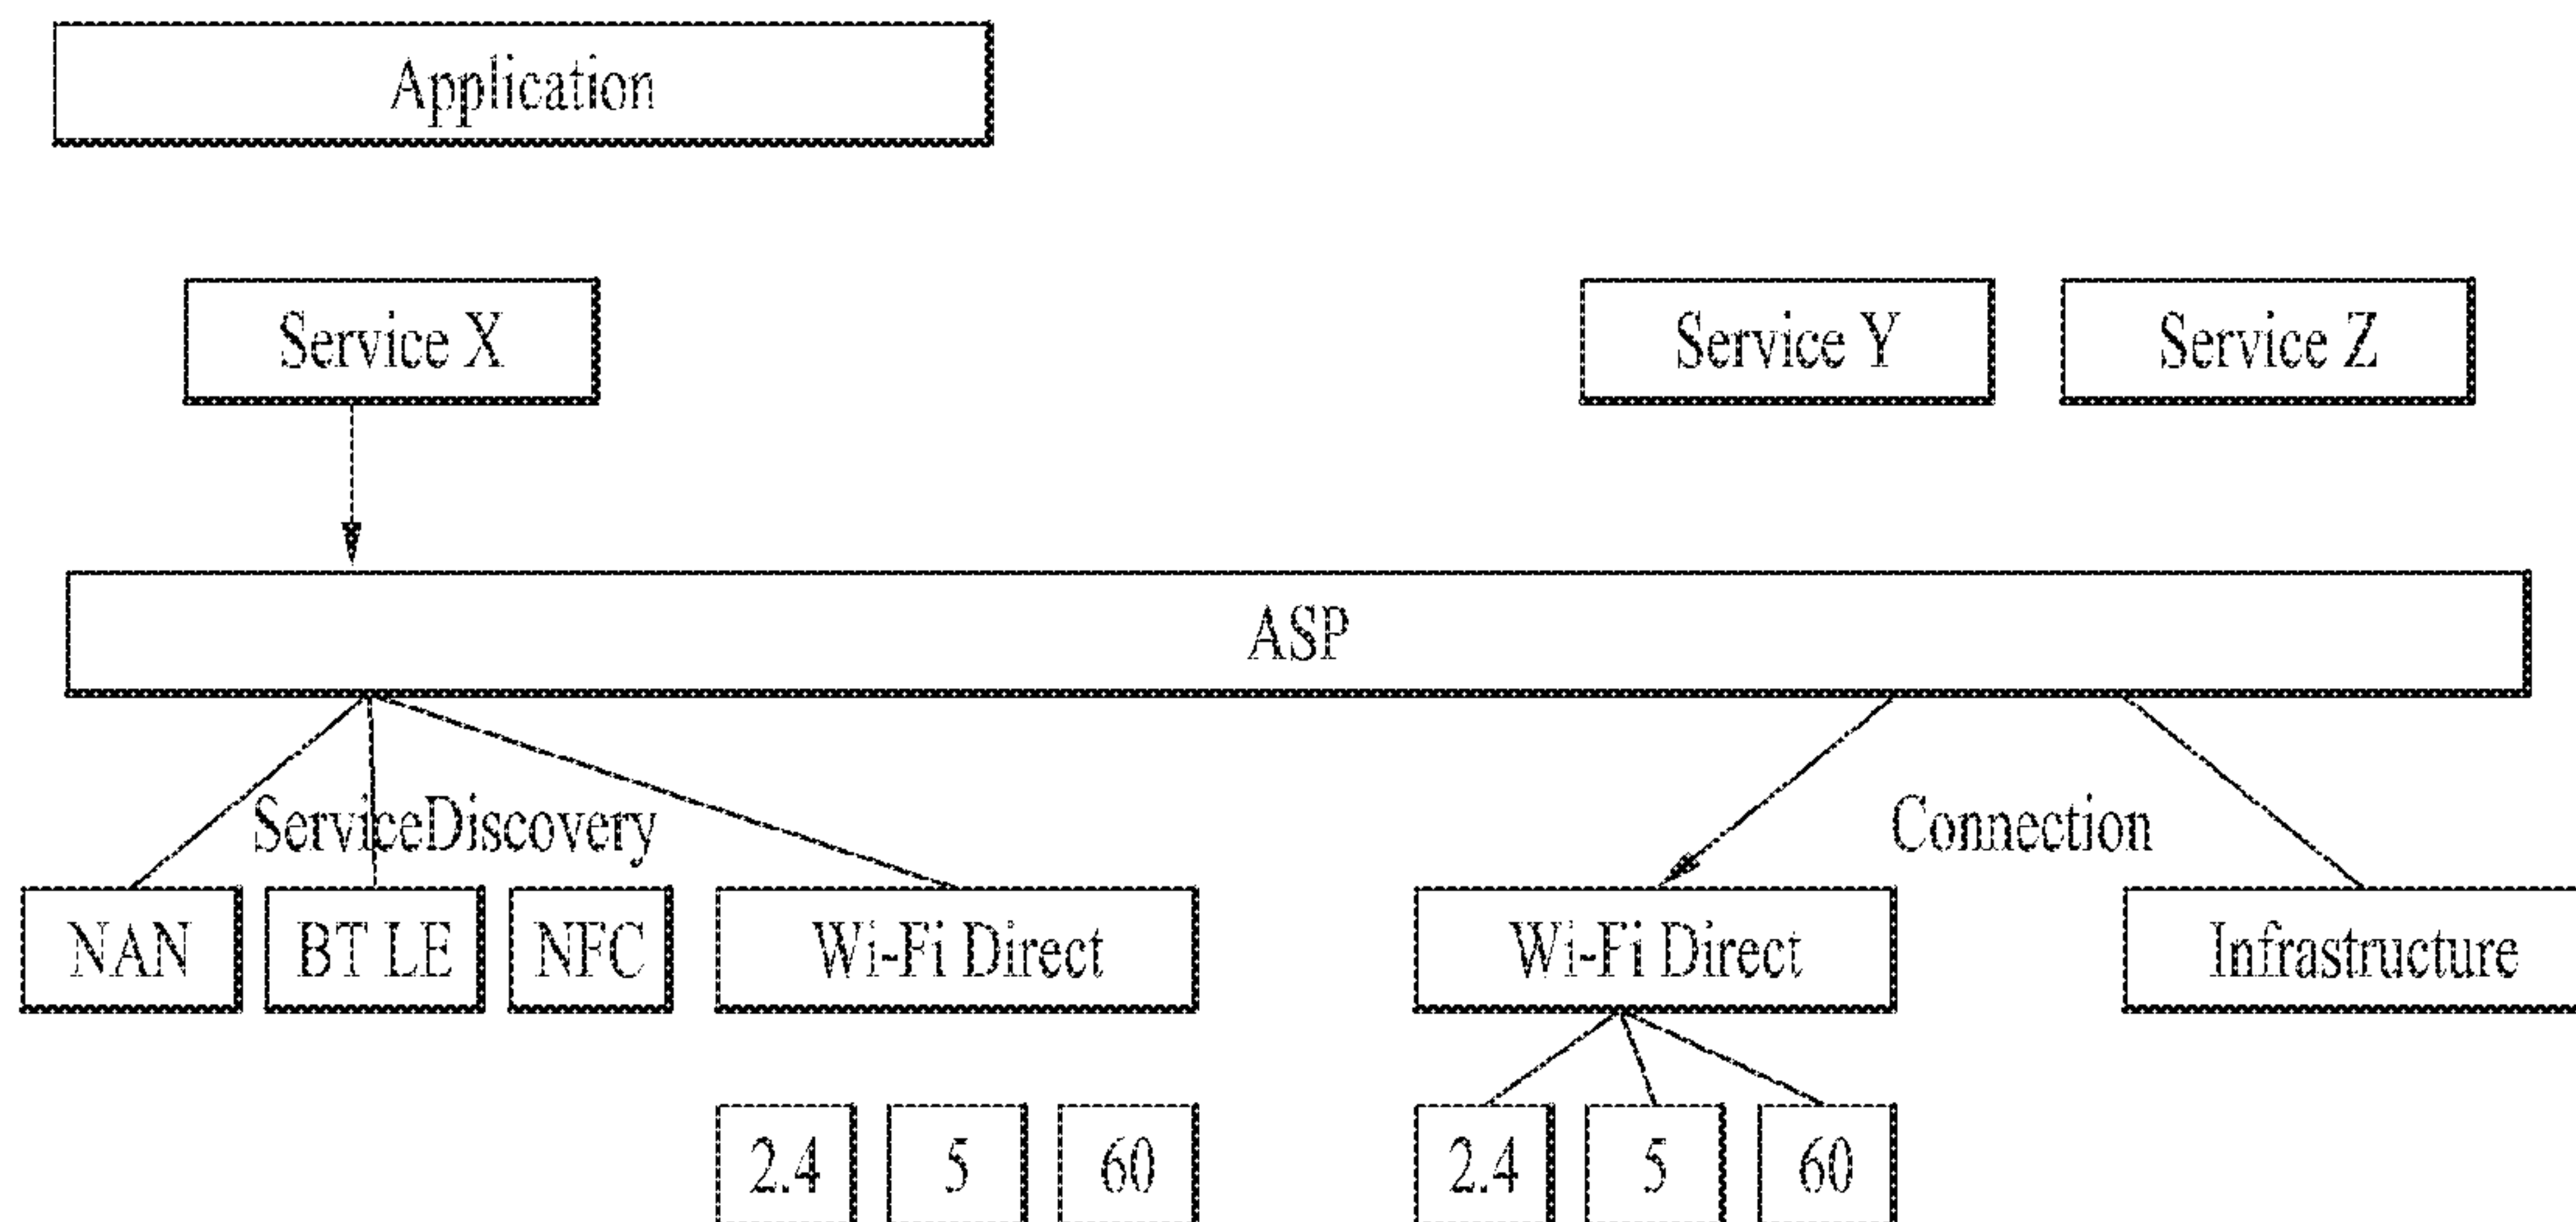 Application
Service X Service Y Service Z
ASP
ServiceDiscovery Connection
NAN BT LE NFC Wi-Fi Direct Wi-Fi Direct Infrastructure
2.4 5 60 2.4 5 60